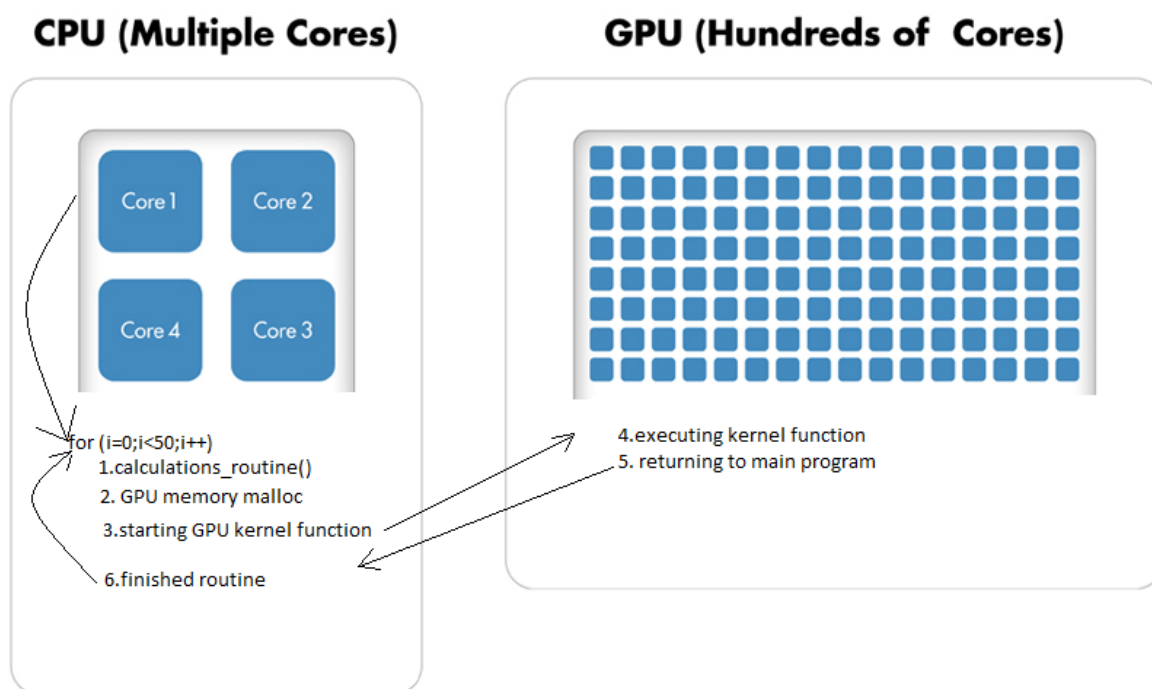 CPU (Multiple Cores)
GPU (Hundreds of Cores)
Core 1
Core 2
Core 4
Core 3
for (i=0;i<50;i++)
1.calculations_routine()
2. GPU memory malloc
3.starting GPU kernel function
6.finished routine
4.executing kernel function
5. returning to main program